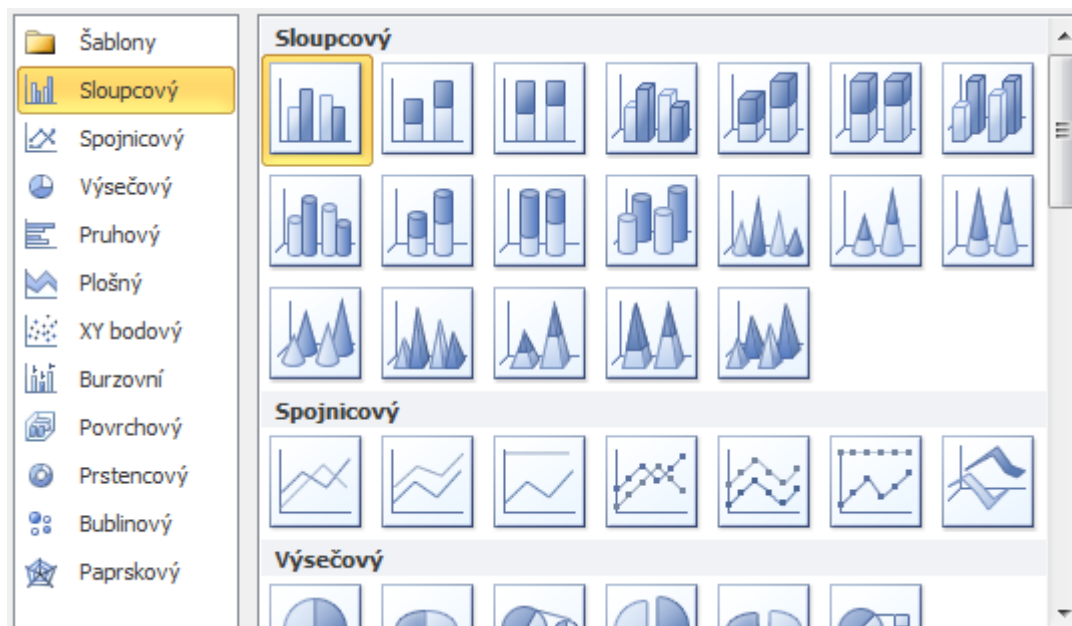 Šablony
Sloupcový
Spojnicový
Výsečový
Pruhový
Plošný
XY bodový
Burzovní
Povrchový
Prstencový
Bublinový
Paprskový
Sloupcový
Spojnicový
Výsečový